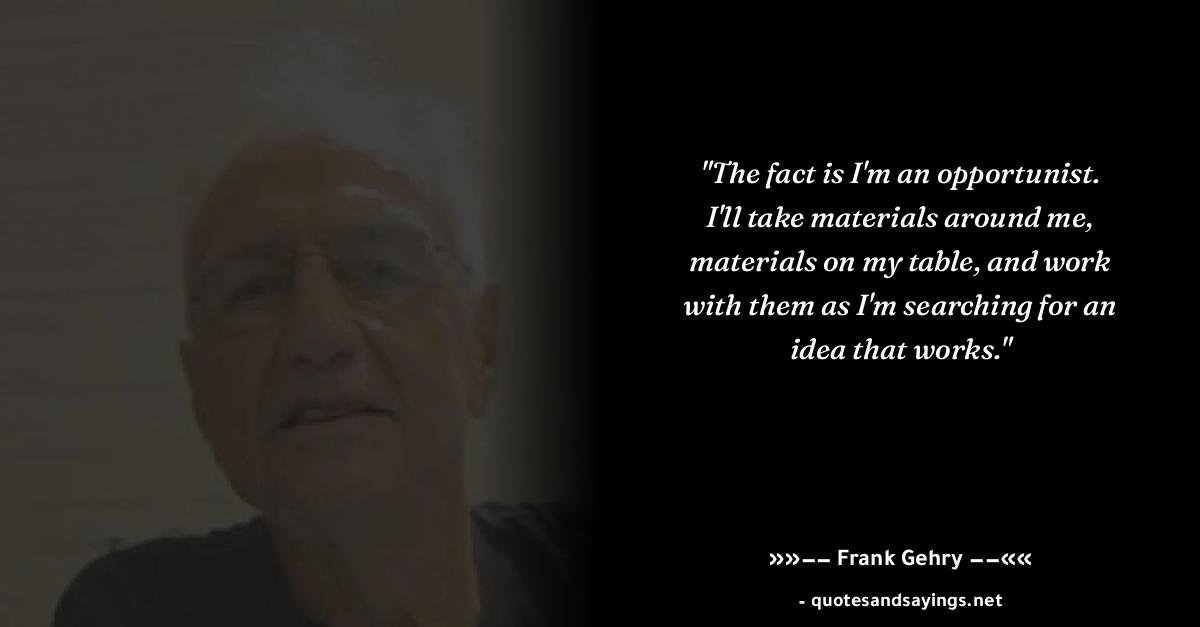 "The fact is I'm an opportunist.
I'll take materials around me,
materials on my table, and work
with them as I'm searching for an
idea that works."
»»−− Frank Gehry −−««
- quotesandsayings.net